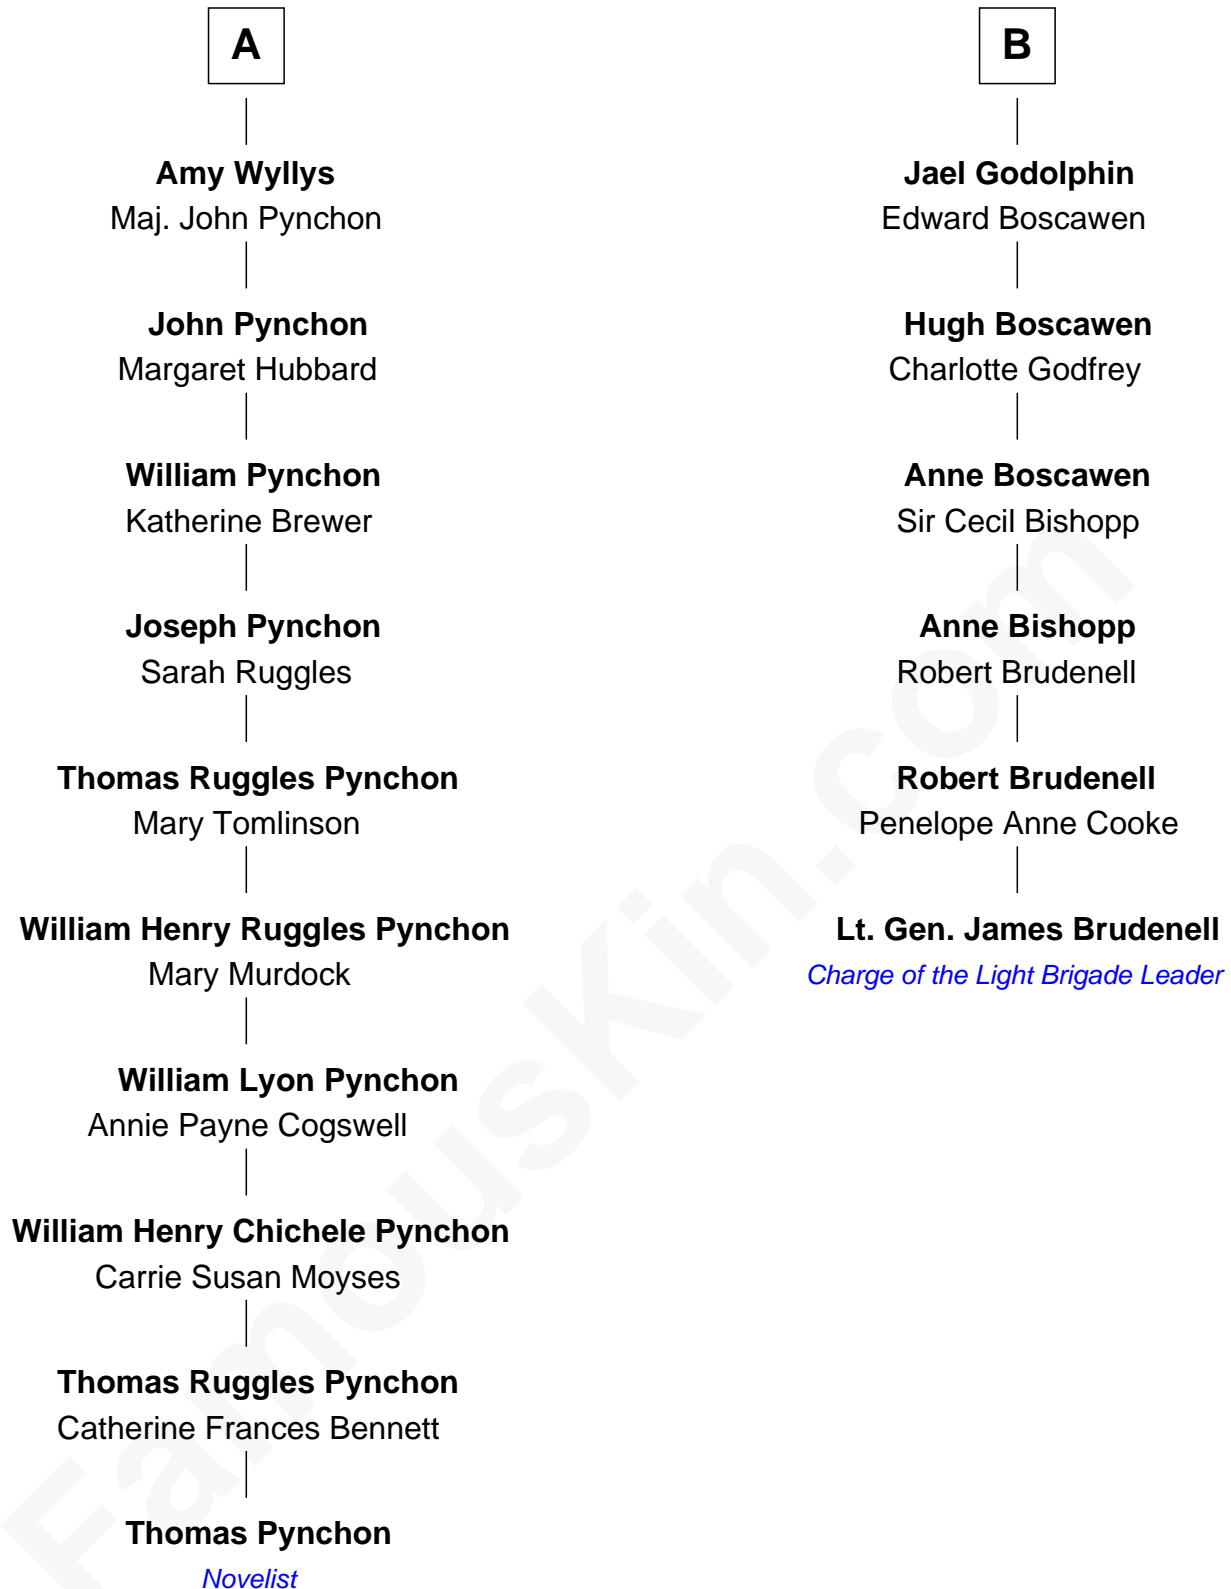 A
Amy Wyllys
Maj. John Pynchon
John Pynchon
Margaret Hubbard
William Pynchon
Katherine Brewer
Joseph Pynchon
Sarah Ruggles
Thomas Ruggles Pynchon
Mary Tomlinson
William Henry Ruggles Pynchon
Mary Murdock
William Lyon Pynchon
Annie Payne Cogswell
William Henry Chichele Pynchon
Carrie Susan Moyses
Thomas Ruggles Pynchon
Catherine Frances Bennett
Thomas Pynchon
Novelist
B
Jael Godolphin
Edward Boscawen
Hugh Boscawen
Charlotte Godfrey
Anne Boscawen
Sir Cecil Bishopp
Anne Bishopp
Robert Brudenell
Robert Brudenell
Penelope Anne Cooke
Lt. Gen. James Brudenell
Charge of the Light Brigade Leader
FamousKin.com